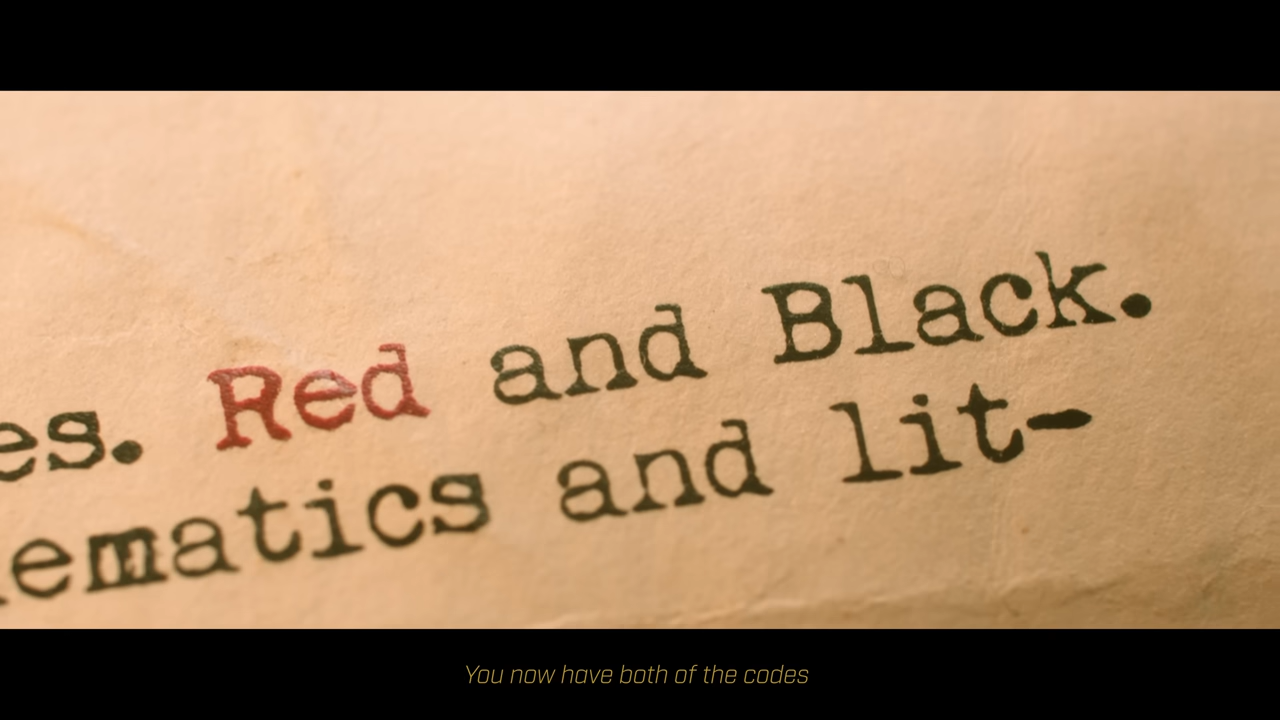 es. Red and Black.
ematics and lit-
You now have both of the codes